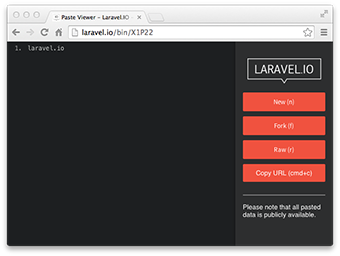 Paste Viewer – Laravel.IO
laravel.io/bin/X1P22
1. laravel.io
LARAVEL.IO
New (n)
Fork (f)
Raw (r)
Copy URL (cmd+c)
Please note that all pasted
data is publicly available.